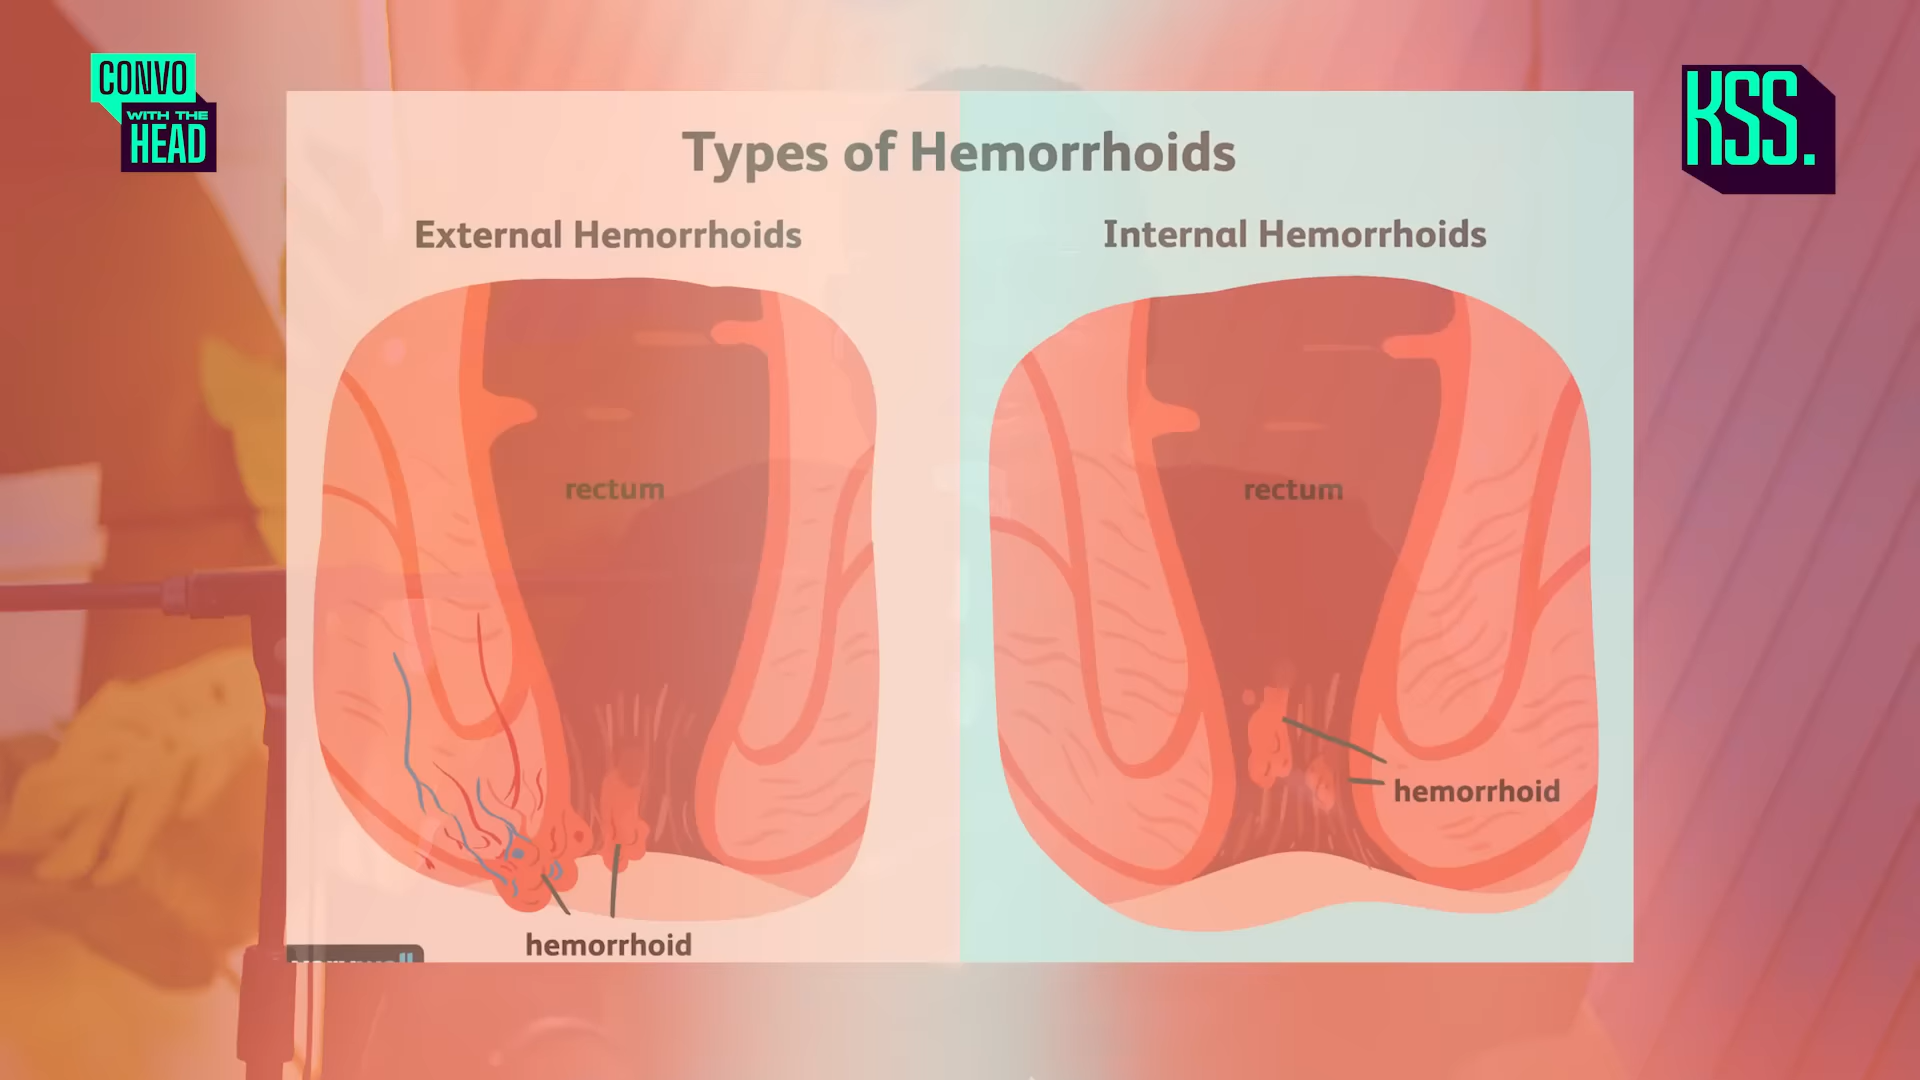 CONVO
WITH THE
HEAD
KSS.
Types of Hemorrhoids
External Hemorrhoids
Internal Hemorrhoids
rectum
rectum
hemorrhoid
hemorrhoid